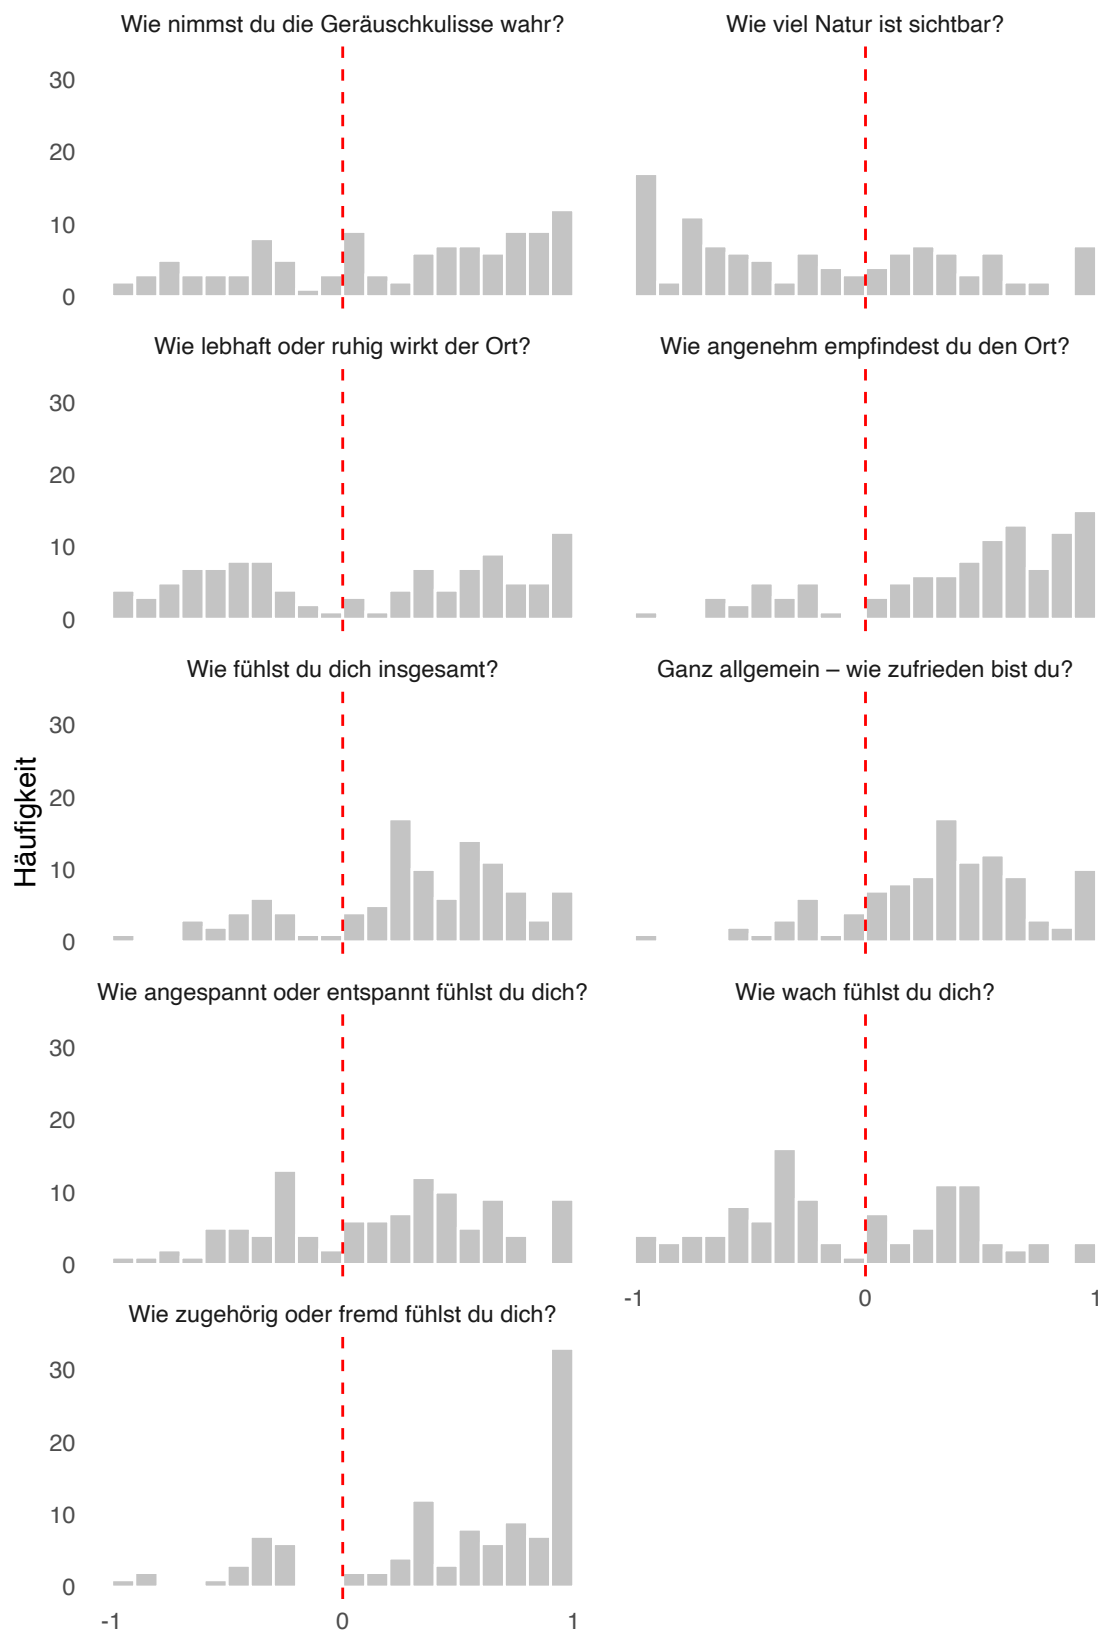 Wie nimmst du die Geräuschkulisse wahr?
Wie viel Natur ist sichtbar?
30
20
10
0
Wie lebhaft oder ruhig wirkt der Ort?
Wie angenehm empfindest du den Ort?
30
20
10
0
Wie fühlst du dich insgesamt?
Ganz allgemein – wie zufrieden bist du?
30
20
10
0
Häufigkeit
Wie angespannt oder entspannt fühlst du dich?
Wie wach fühlst du dich?
30
20
10
0
-1 0 1
Wie zugehörig oder fremd fühlst du dich?
30
20
10
0
-1 0 1